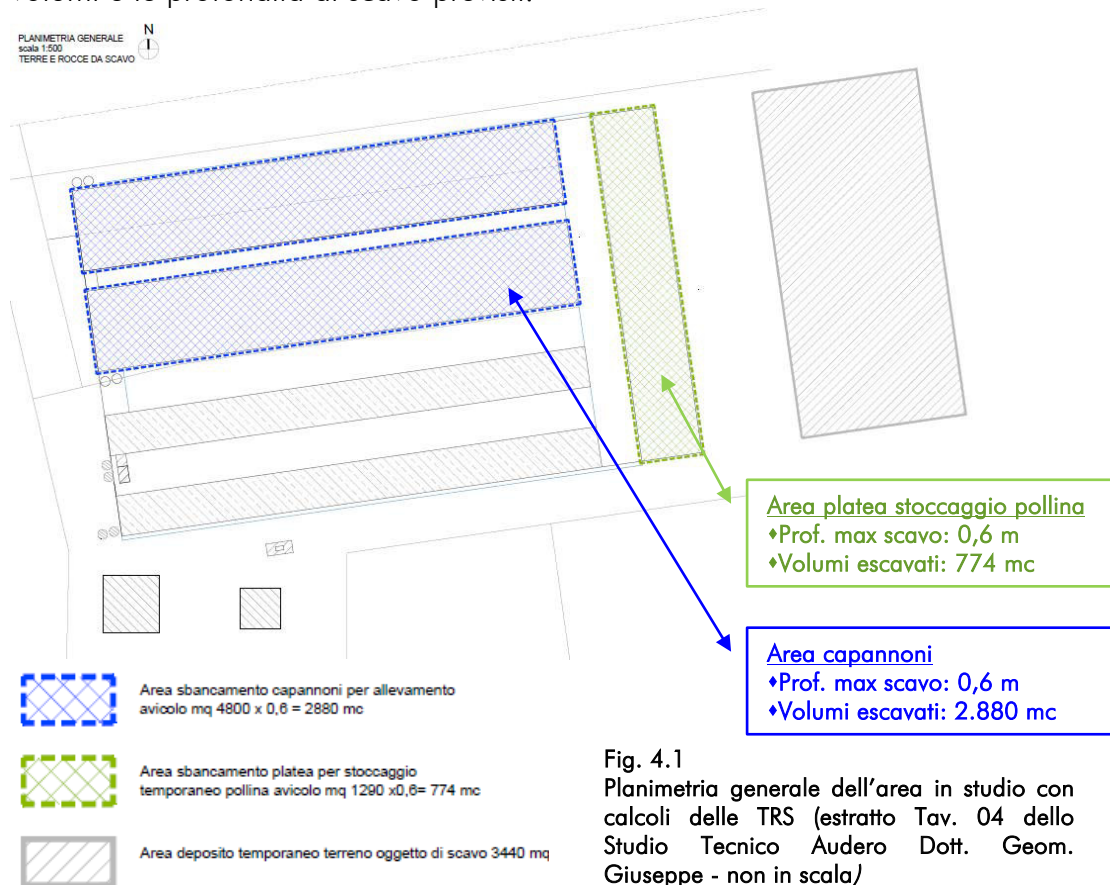 PLANIMETRIA GENERALE
scala 1:500
TERRE E ROCCE DA SCAVO
N
Area platea stoccaggio pollina
♦Prof. max scavo: 0,6 m
♦Volumi escavati: 774 mc
Area capannoni
♦Prof. max scavo: 0,6 m
♦Volumi escavati: 2.880 mc
Area sbancamento capannoni per allevamento
avicolo mq 4800 x 0,6 = 2880 mc
Area sbancamento platea per stoccaggio
temporaneo pollina avicolo mq 1290 x0,6= 774 mc
Area deposito temporaneo terreno oggetto di scavo 3440 mq
Fig. 4.1
Planimetria generale dell'area in studio con
calcoli delle TRS (estratto Tav. 04 dello
Studio Tecnico Audero Dott. Geom.
Giuseppe - non in scala)